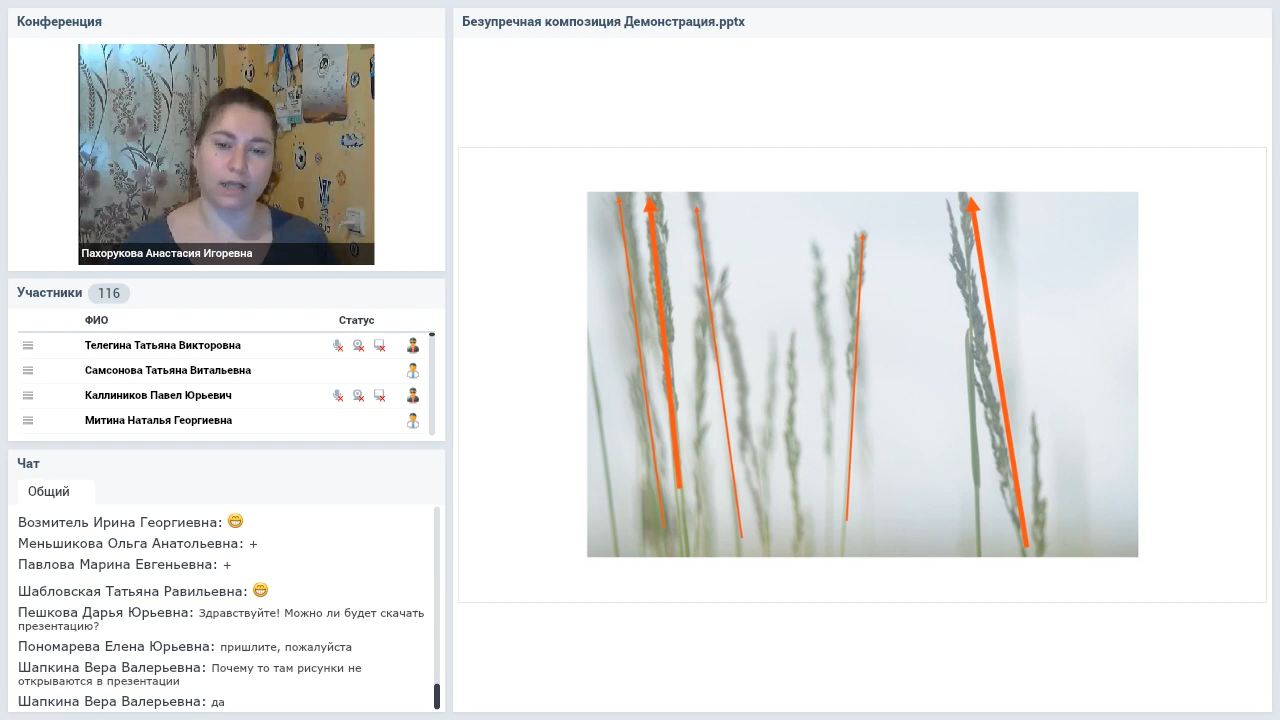 Конференция
Пахорукова Анастасия Игоревна
Участники 116
ФИО Статус
Телегина Татьяна Викторовна
Самсонова Татьяна Витальевна
Каллиников Павел Юрьевич
Митина Наталья Георгиевна
Чат
Общий
Возмитель Ирина Георгиевна:
Меньшикова Ольга Анатольевна: +
Павлова Марина Евгеньевна: +
Шабловская Татьяна Равильевна:
Пешкова Дарья Юрьевна: Здравствуйте! Можно ли будет скачать
презентацию?
Пономарева Елена Юрьевна: пришлите, пожалуйста
Шапкина Вера Валерьевна: Почему то там рисунки не
открываются в презентации
Шапкина Вера Валерьевна: да
Безупречная композиция Демонстрация.pptx